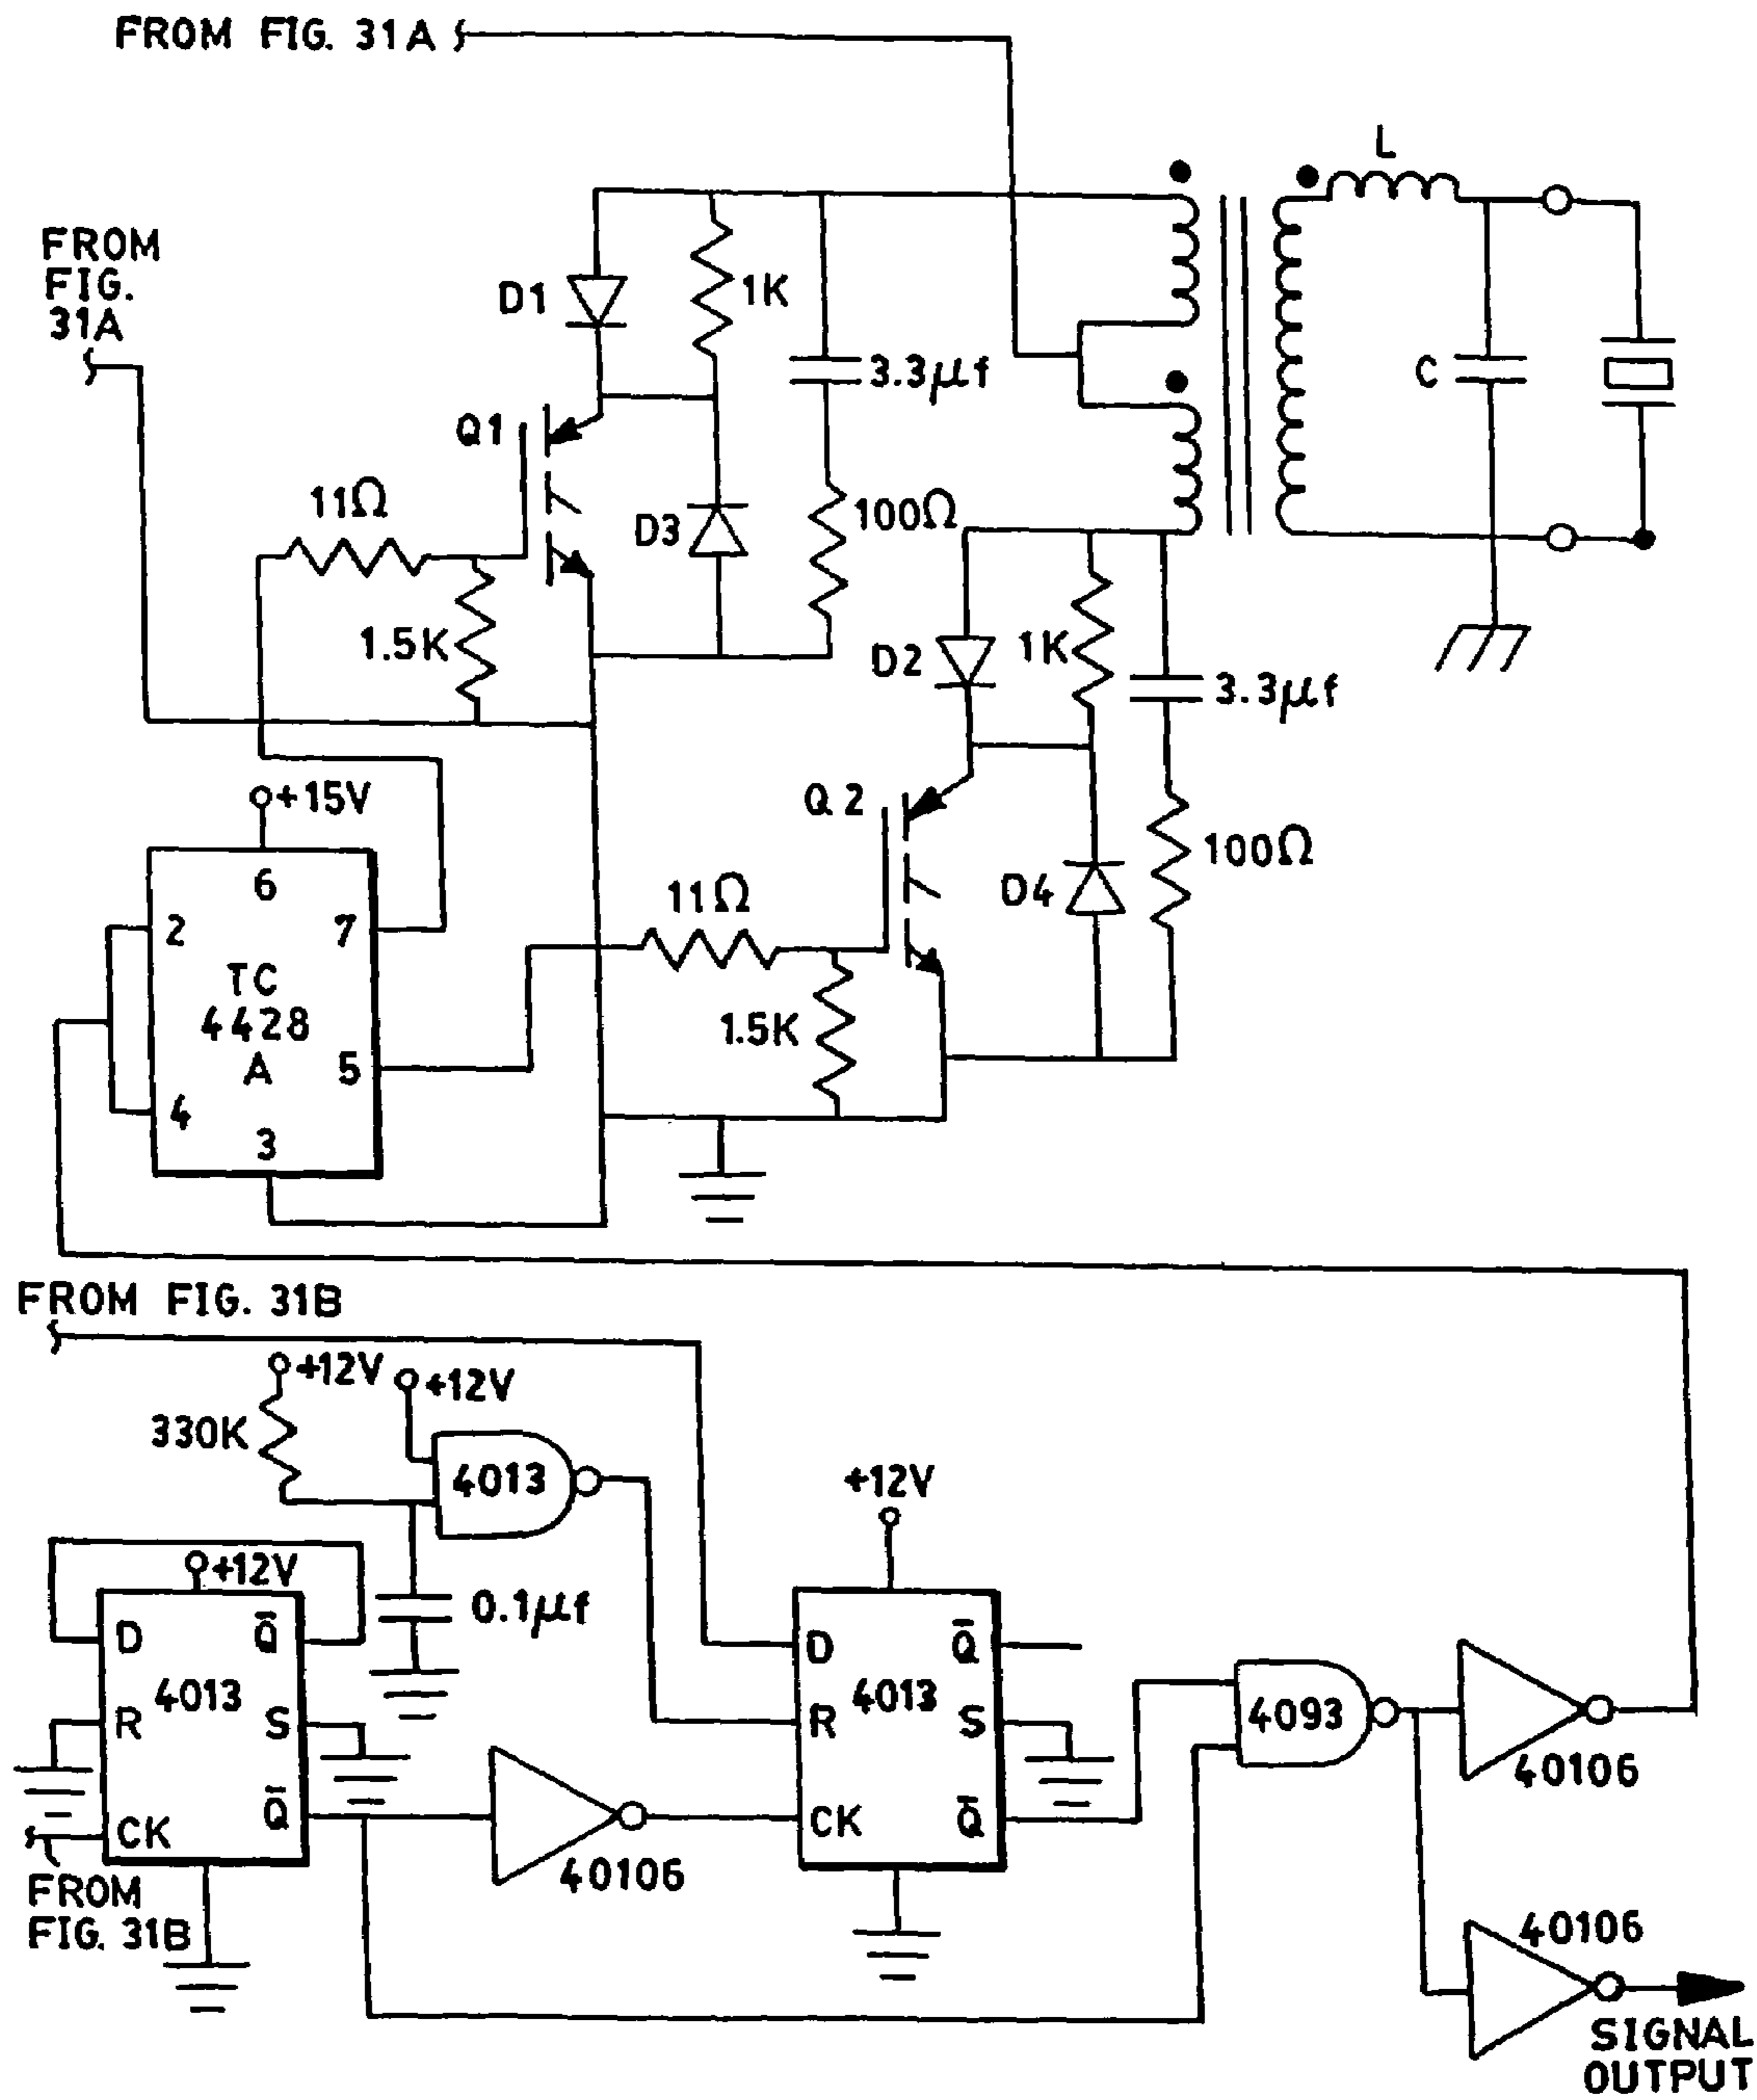 FROM FIG. 31A
L
FROM
FIG.
31A
D1
1K
3.3µf
C
Q1
11Ω
D3
100Ω
1.5K
D2
1K
3.3µf
+15V
Q2
6
2
7
11Ω
D4
100Ω
TC
4428
A
5
1.5K
4
3
FROM FIG. 31B
+12V
+12V
330K
4013
+12V
+12V
0.1µf
D
Q̅
4013
R
S
Q̅
CK
FROM
FIG. 31B
40106
D
Q̅
4013
R
S
CK
Q̅
4093
40106
40106
SIGNAL
OUTPUT